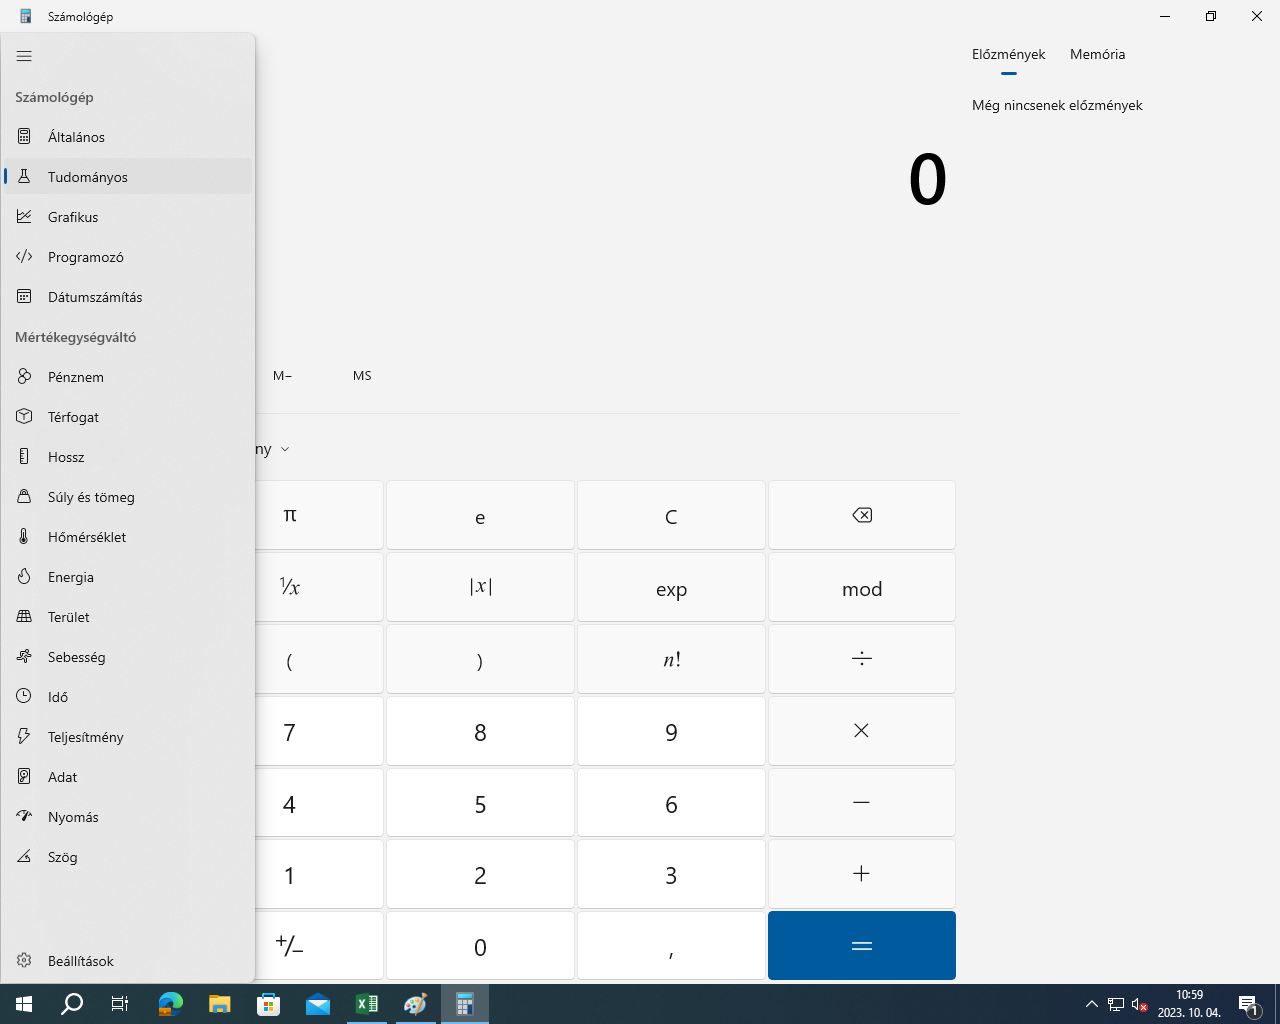 Számológép
Számológép
Általános
Tudományos
Grafikus
Programozó
Dátumszámítás
Mértékegységváltó
Pénznem
Térfogat
Hossz
Súly és tömeg
Hőmérséklet
Energia
Terület
Sebesség
Idő
Teljesítmény
Adat
Nyomás
Szög
Beállítások
0
M− MS
ny
π e C
⅟x |x| exp mod
( ) n! ÷
7 8 9 ×
4 5 6 −
1 2 3 +
+/− 0 , =
Előzmények Memória
Még nincsenek előzmények
10:59
2023. 10. 04.
1